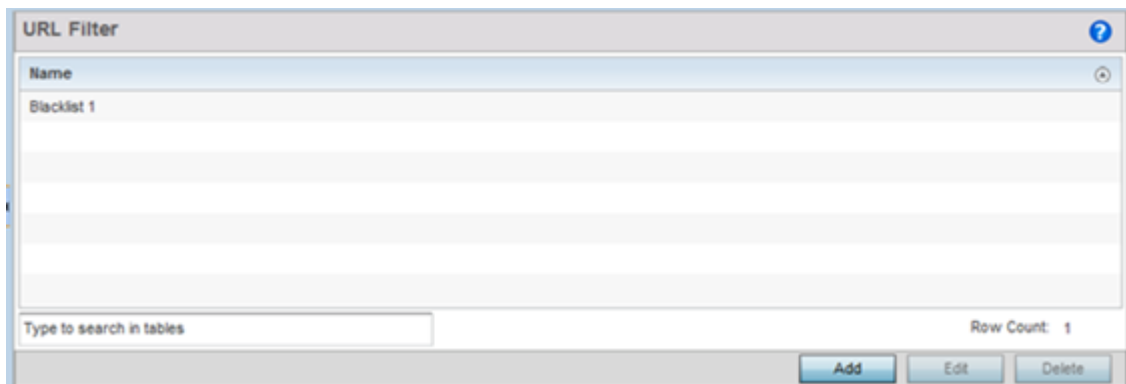 URL Filter
Name
Blacklist 1
Type to search in tables
Row Count: 1
Add Edit Delete